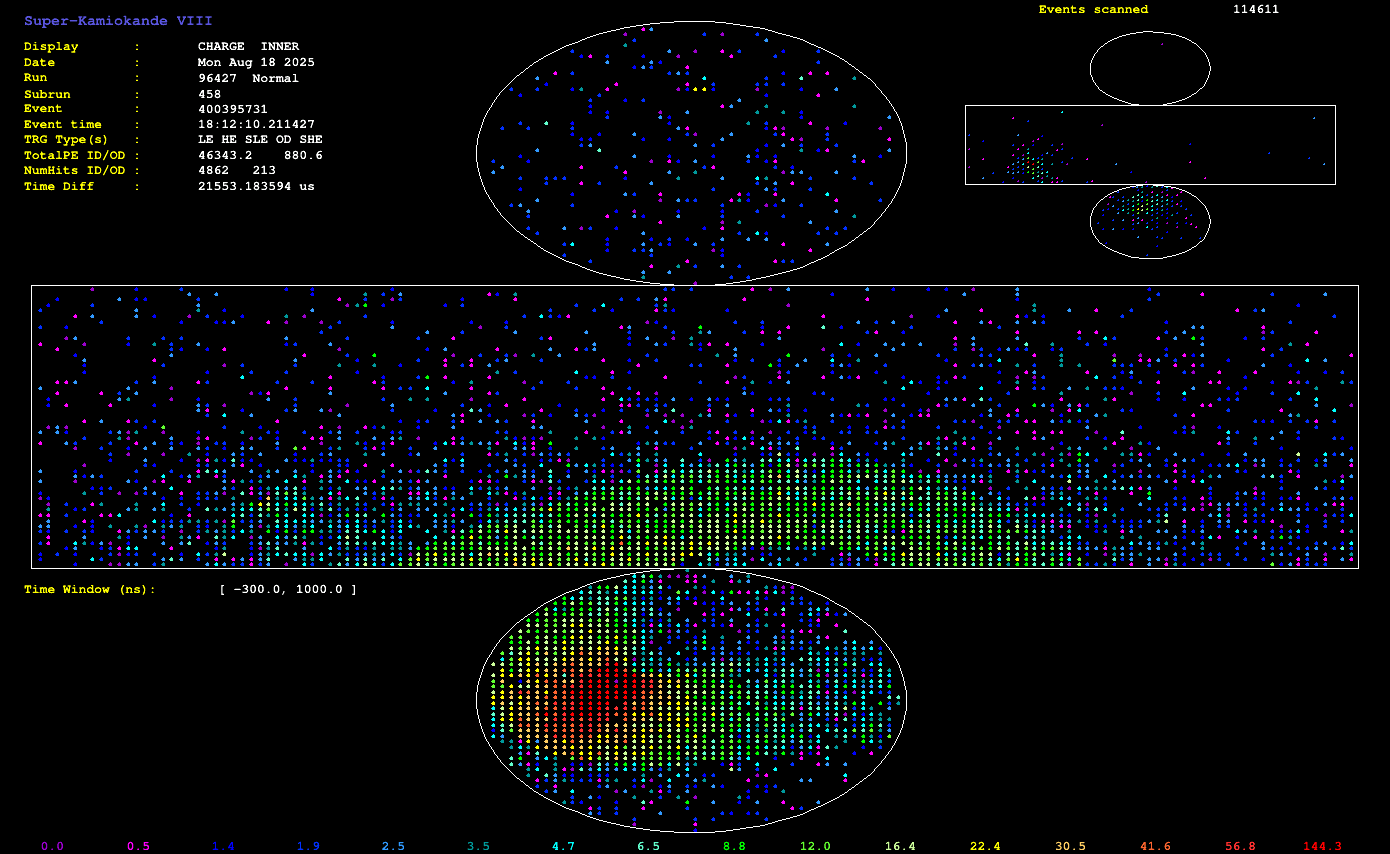 Super-Kamiokande VIII
Events scanned 114611
Display : CHARGE INNER
Date : Mon Aug 18 2025
Run : 96427 Normal
Subrun : 458
Event : 400395731
Event time : 18:12:10.211427
TRG Type(s) : LE HE SLE OD SHE
TotalPE ID/OD : 46343.2 880.6
NumHits ID/OD : 4862 213
Time Diff : 21553.183594 us
Time Window (ns): [ -300.0, 1000.0 ]
0.0 0.5 1.4 1.9 2.5 3.5 4.7 6.5 8.8 12.0 16.4 22.4 30.5 41.6 56.8 144.3